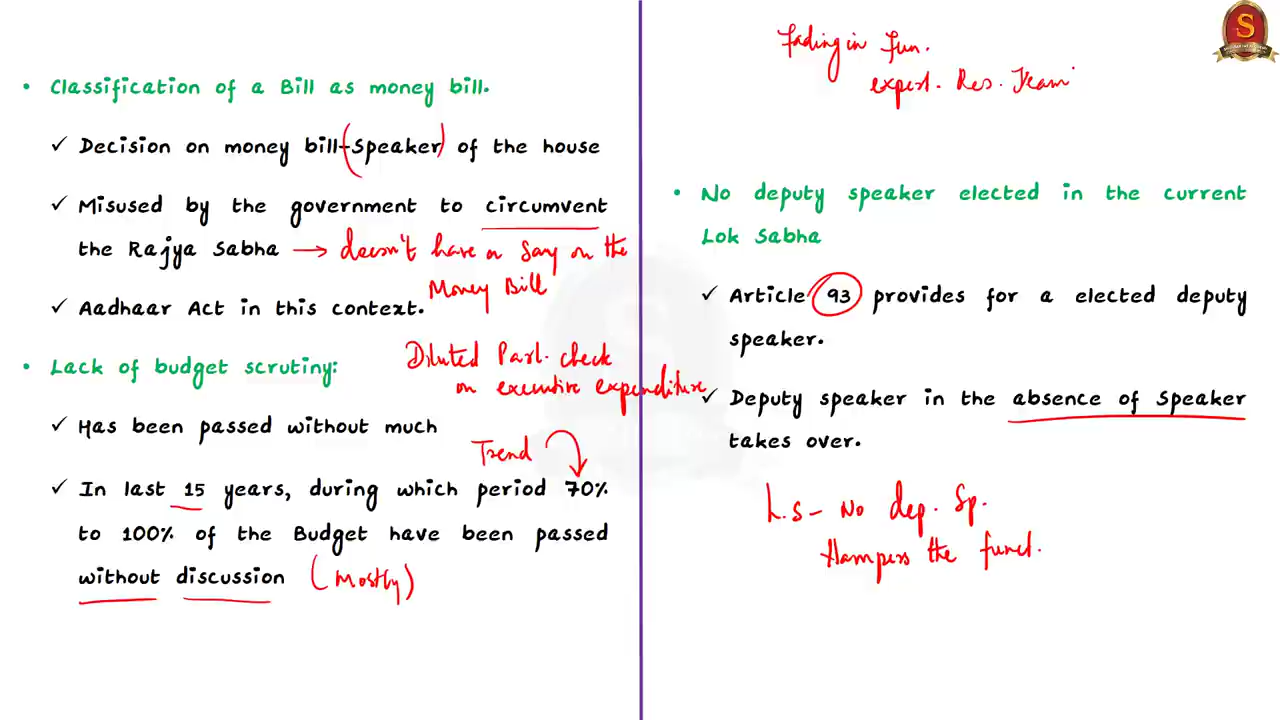 • Classification of a Bill as money bill.
✓ Decision on money bill-(Speaker) of the house
✓ Misused by the government to circumvent
the Rajya Sabha → doesn't have a say on the
Money Bill
✓ Aadhaar Act in this context.
Diluted Parl. check
on executive expenditure
• Lack of budget scrutiny:
✓ Has been passed without much
Trend
✓ In last 15 years, during which period 70%
to 100% of the Budget have been passed
without discussion (Mostly)
S
Fading in Fun.
expert. Res. Team
• No deputy speaker elected in the current
Lok Sabha
✓ Article 93 provides for a elected deputy
speaker.
✓ Deputy speaker in the absence of Speaker
takes over.
L.S - No dep. Sp.
Hampers the funct.